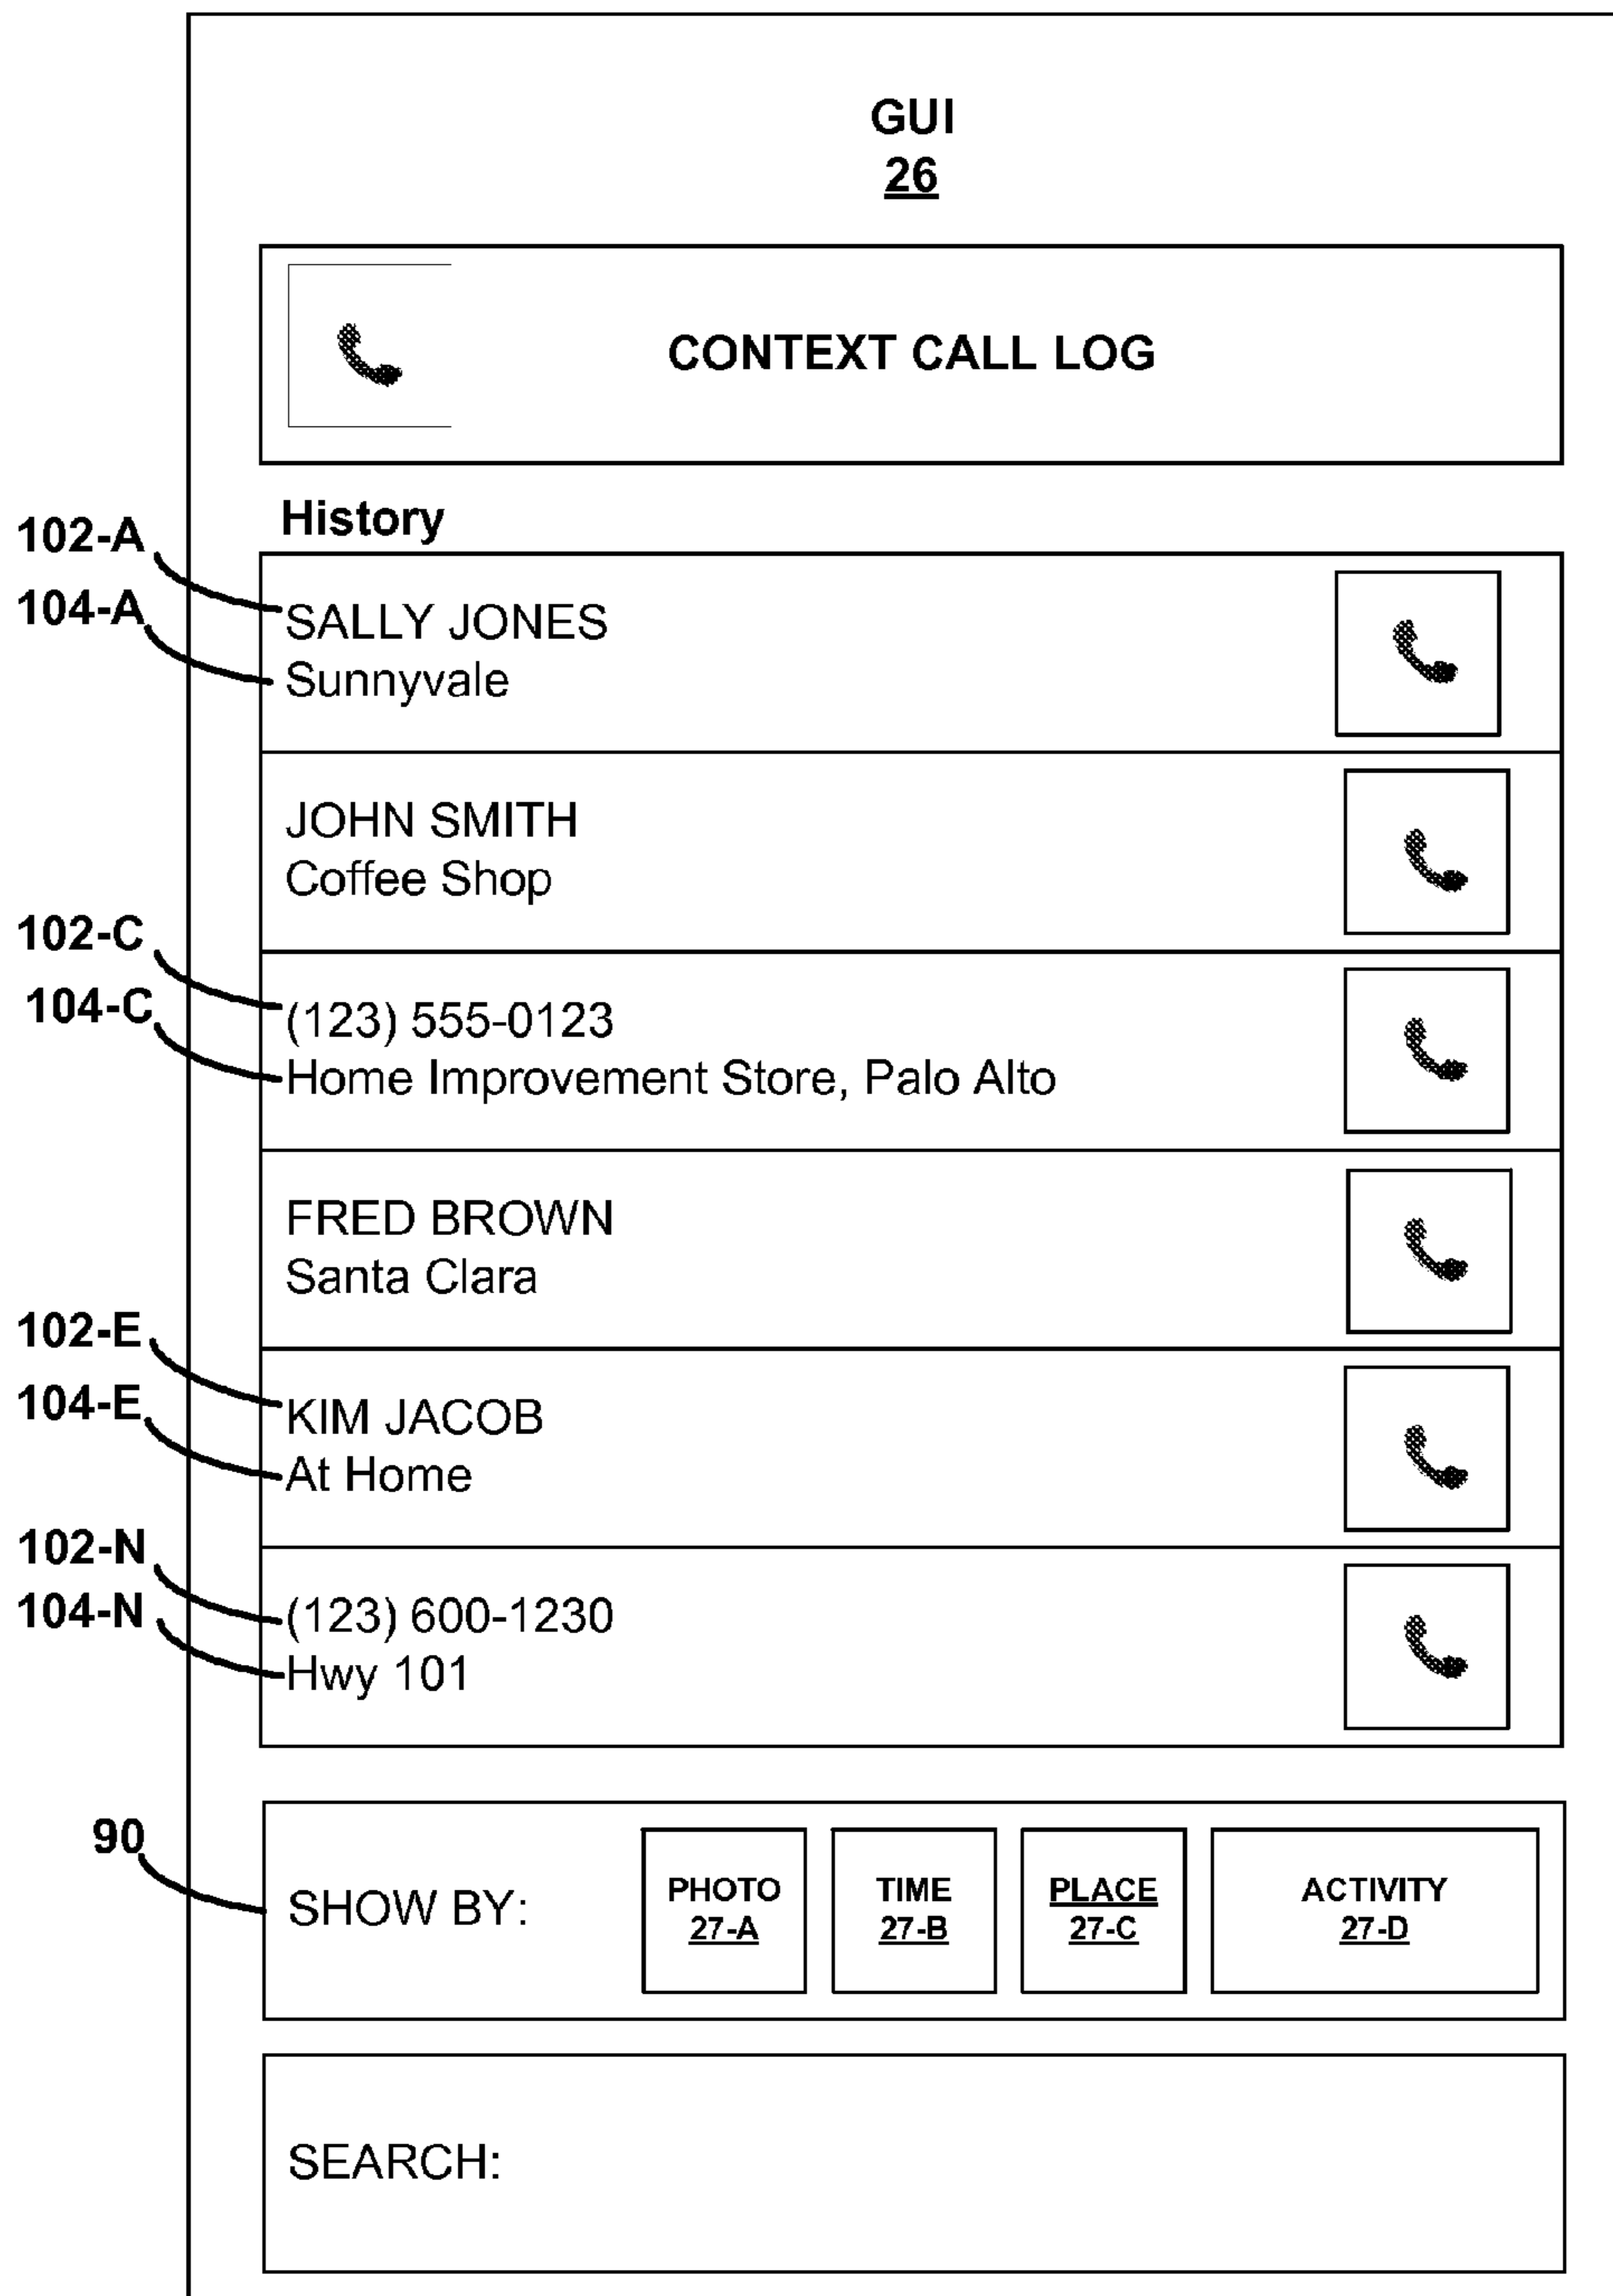 GUI
26
CONTEXT CALL LOG
History
102-A
SALLY JONES
104-A
Sunnyvale
JOHN SMITH
Coffee Shop
102-C
(123) 555-0123
104-C
Home Improvement Store, Palo Alto
FRED BROWN
Santa Clara
102-E
KIM JACOB
104-E
At Home
102-N
(123) 600-1230
104-N
Hwy 101
90
SHOW BY:
PHOTO
27-A
TIME
27-B
PLACE
27-C
ACTIVITY
27-D
SEARCH: